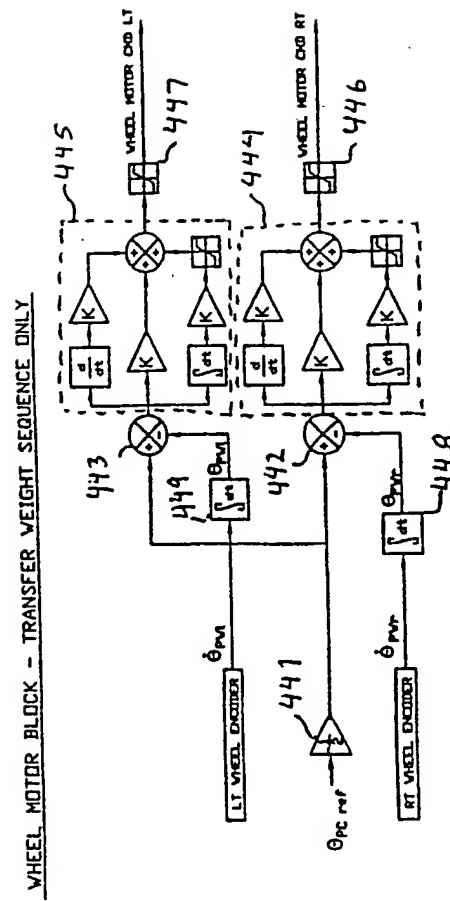 WHEEL MOTOR BLOCK - TRANSFER WEIGHT SEQUENCE ONLY
445
447
WHEEL MOTOR CMD LT
d/dt
K
K
∫dt
K
443
θPWl
449
∫dt
θ̇PWl
LT WHEEL ENCODER
444
446
WHEEL MOTOR CMD RT
d/dt
K
K
∫dt
K
442
θPWr
448
∫dt
θ̇PWr
RT WHEEL ENCODER
441
θPC ref